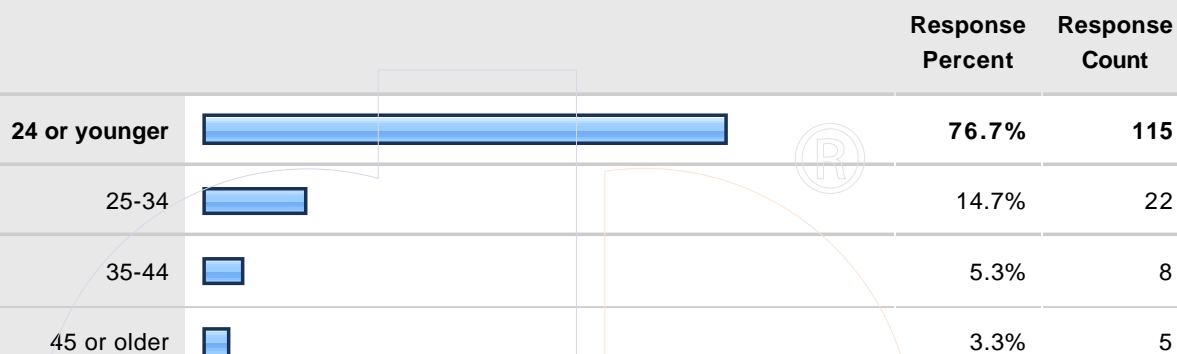 Response Response
Percent Count
24 or younger 76.7% 115
25-34 14.7% 22
35-44 5.3% 8
45 or older 3.3% 5
®